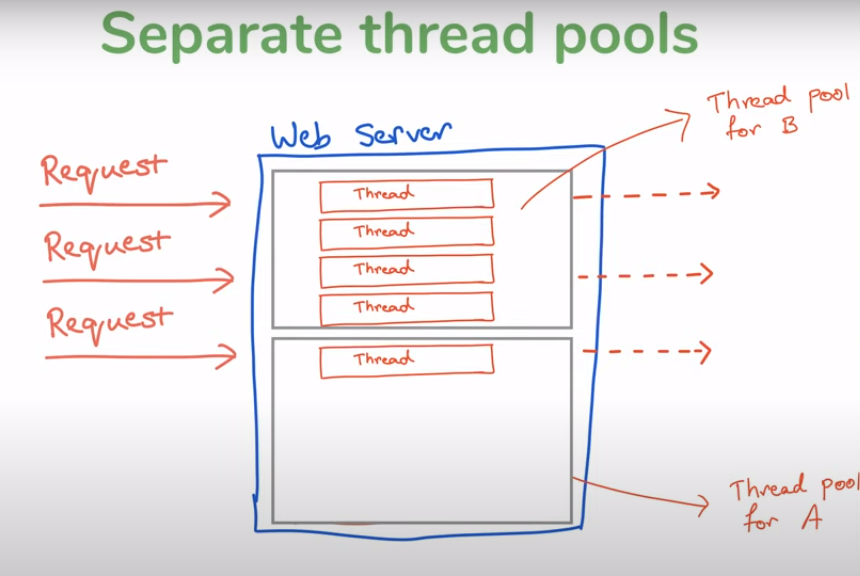 Separate thread pools
Web Server
Thread pool
for B
Request
Thread
Thread
Request
Thread
Thread
Request
Thread
Thread pool
for A